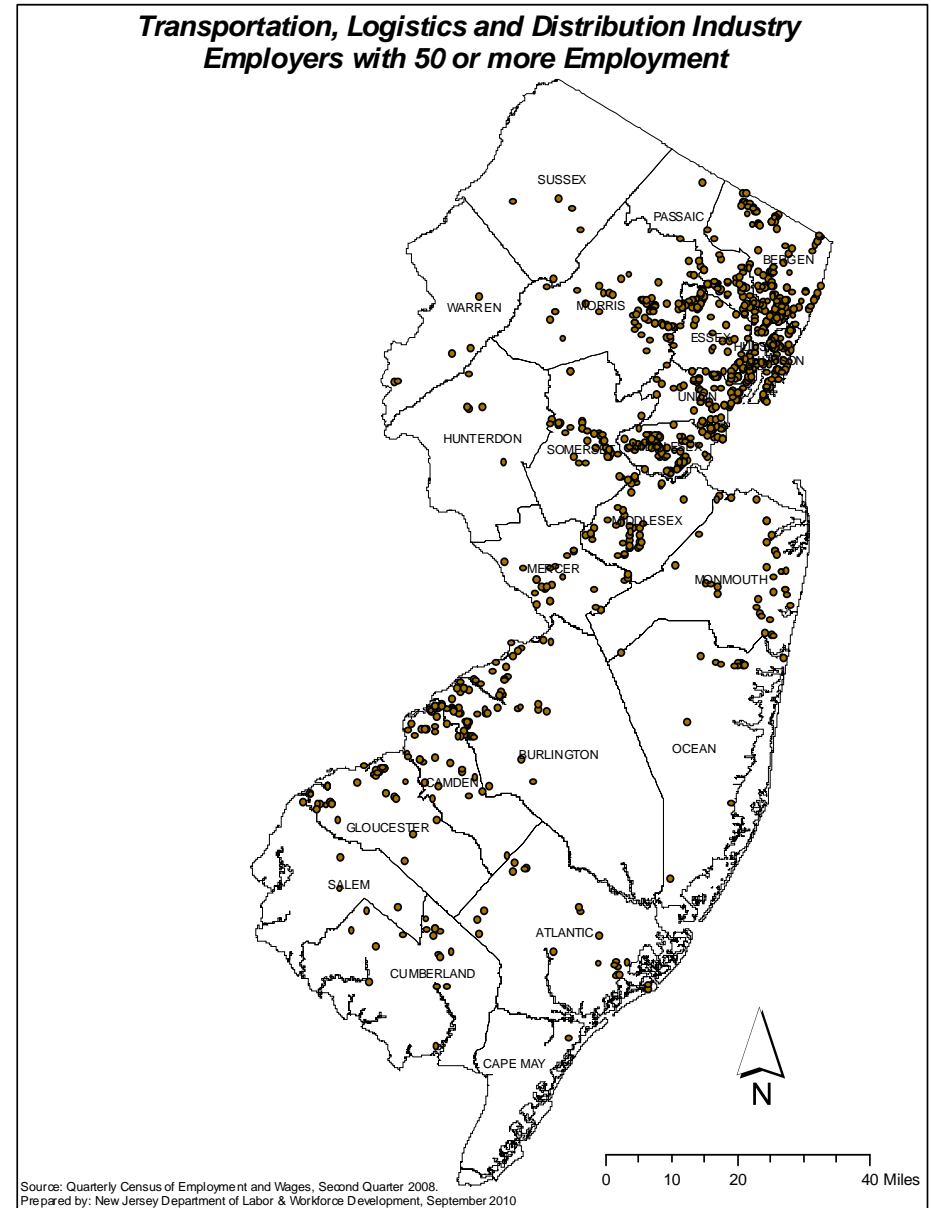 Transportation, Logistics and Distribution Industry
Employers with 50 or more Employment
SUSSEX
PASSAIC
BERGEN
WARREN
MORRIS
ESSEX
UNION
HUNTERDON
SOMERSET
MIDDLESEX
MERCER
MONMOUTH
OCEAN
BURLINGTON
CAMDEN
GLOUCESTER
SALEM
ATLANTIC
CUMBERLAND
CAPE MAY
N
0 10 20 40 Miles
Source: Quarterly Census of Employment and Wages, Second Quarter 2008.
Prepared by: New Jersey Department of Labor & Workforce Development, September 2010